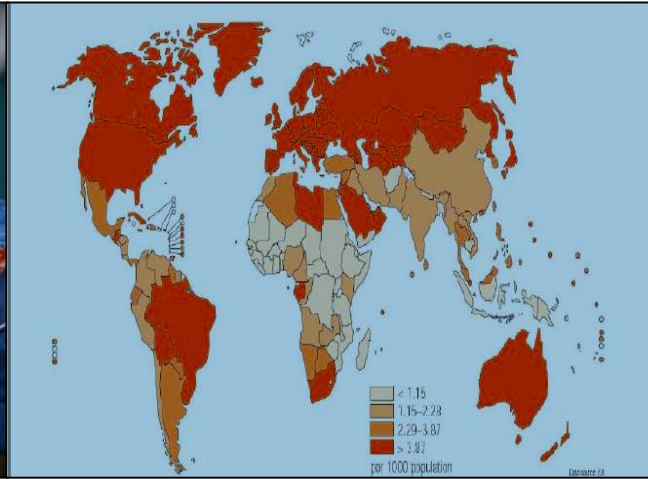 < 1.15
1.15–2.28
2.29–3.87
> 3.87
per 1000 population